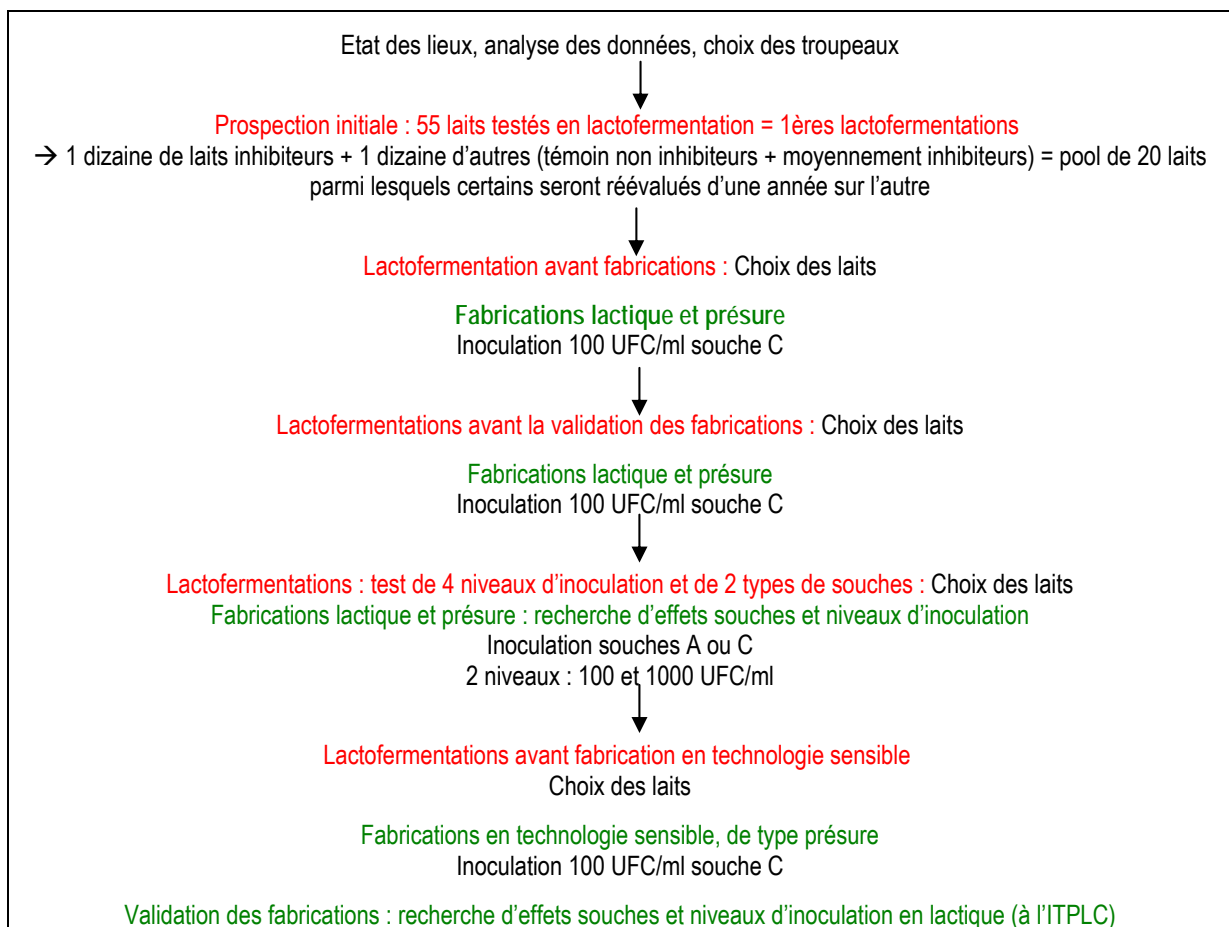 Etat des lieux, analyse des données, choix des troupeaux
Prospection initiale : 55 laits testés en lactofermentation = 1ères lactofermentations
→ 1 dizaine de laits inhibiteurs + 1 dizaine d’autres (témoin non inhibiteurs + moyennement inhibiteurs) = pool de 20 laits
parmi lesquels certains seront réévalués d’une année sur l’autre
Lactofermentation avant fabrications : Choix des laits
Fabrications lactique et présure
Inoculation 100 UFC/ml souche C
Lactofermentations avant la validation des fabrications : Choix des laits
Fabrications lactique et présure
Inoculation 100 UFC/ml souche C
Lactofermentations : test de 4 niveaux d’inoculation et de 2 types de souches : Choix des laits
Fabrications lactique et présure : recherche d’effets souches et niveaux d’inoculation
Inoculation souches A ou C
2 niveaux : 100 et 1000 UFC/ml
Lactofermentations avant fabrication en technologie sensible
Choix des laits
Fabrications en technologie sensible, de type présure
Inoculation 100 UFC/ml souche C
Validation des fabrications : recherche d’effets souches et niveaux d’inoculation en lactique (à l’ITPLC)